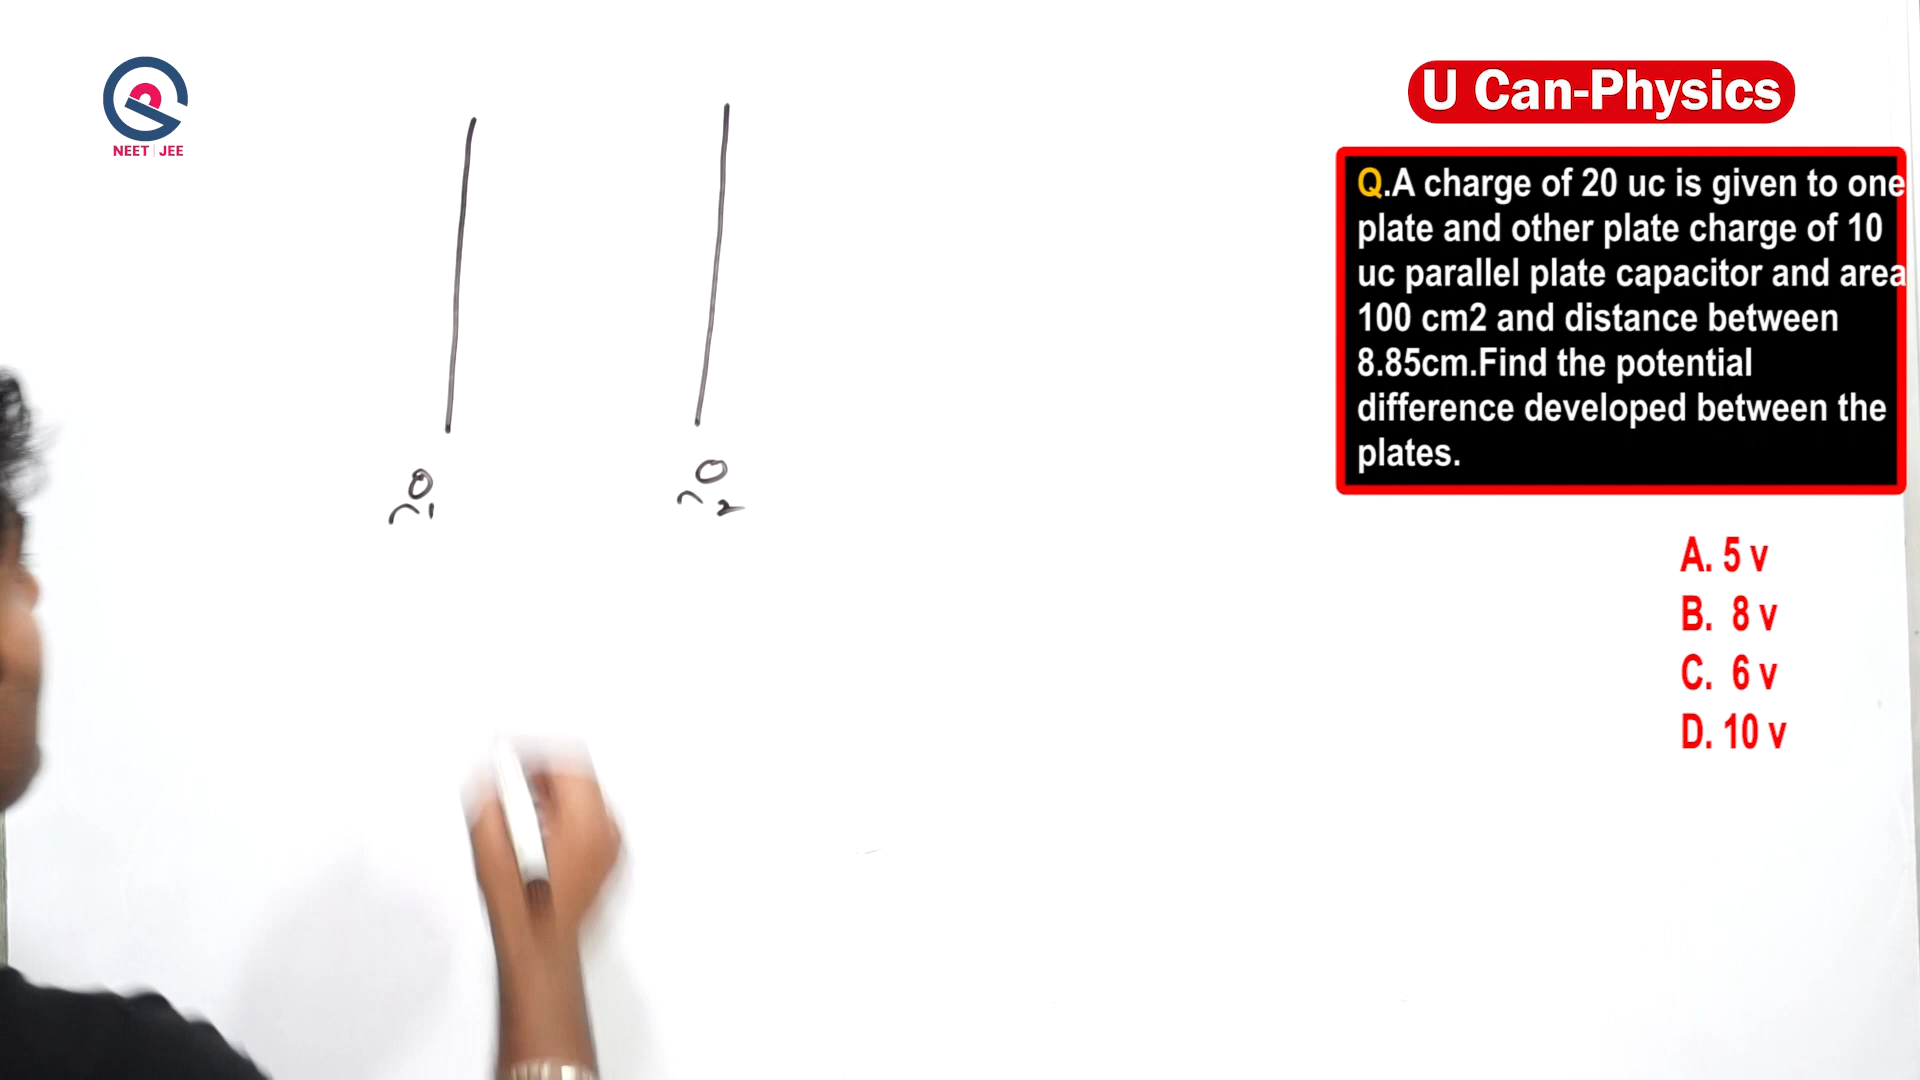 NEET | JEE
U Can-Physics
Q.A charge of 20 uc is given to one
plate and other plate charge of 10
uc parallel plate capacitor and area
100 cm2 and distance between
8.85cm.Find the potential
difference developed between the
plates.
A. 5 v
B. 8 v
C. 6 v
D. 10 v